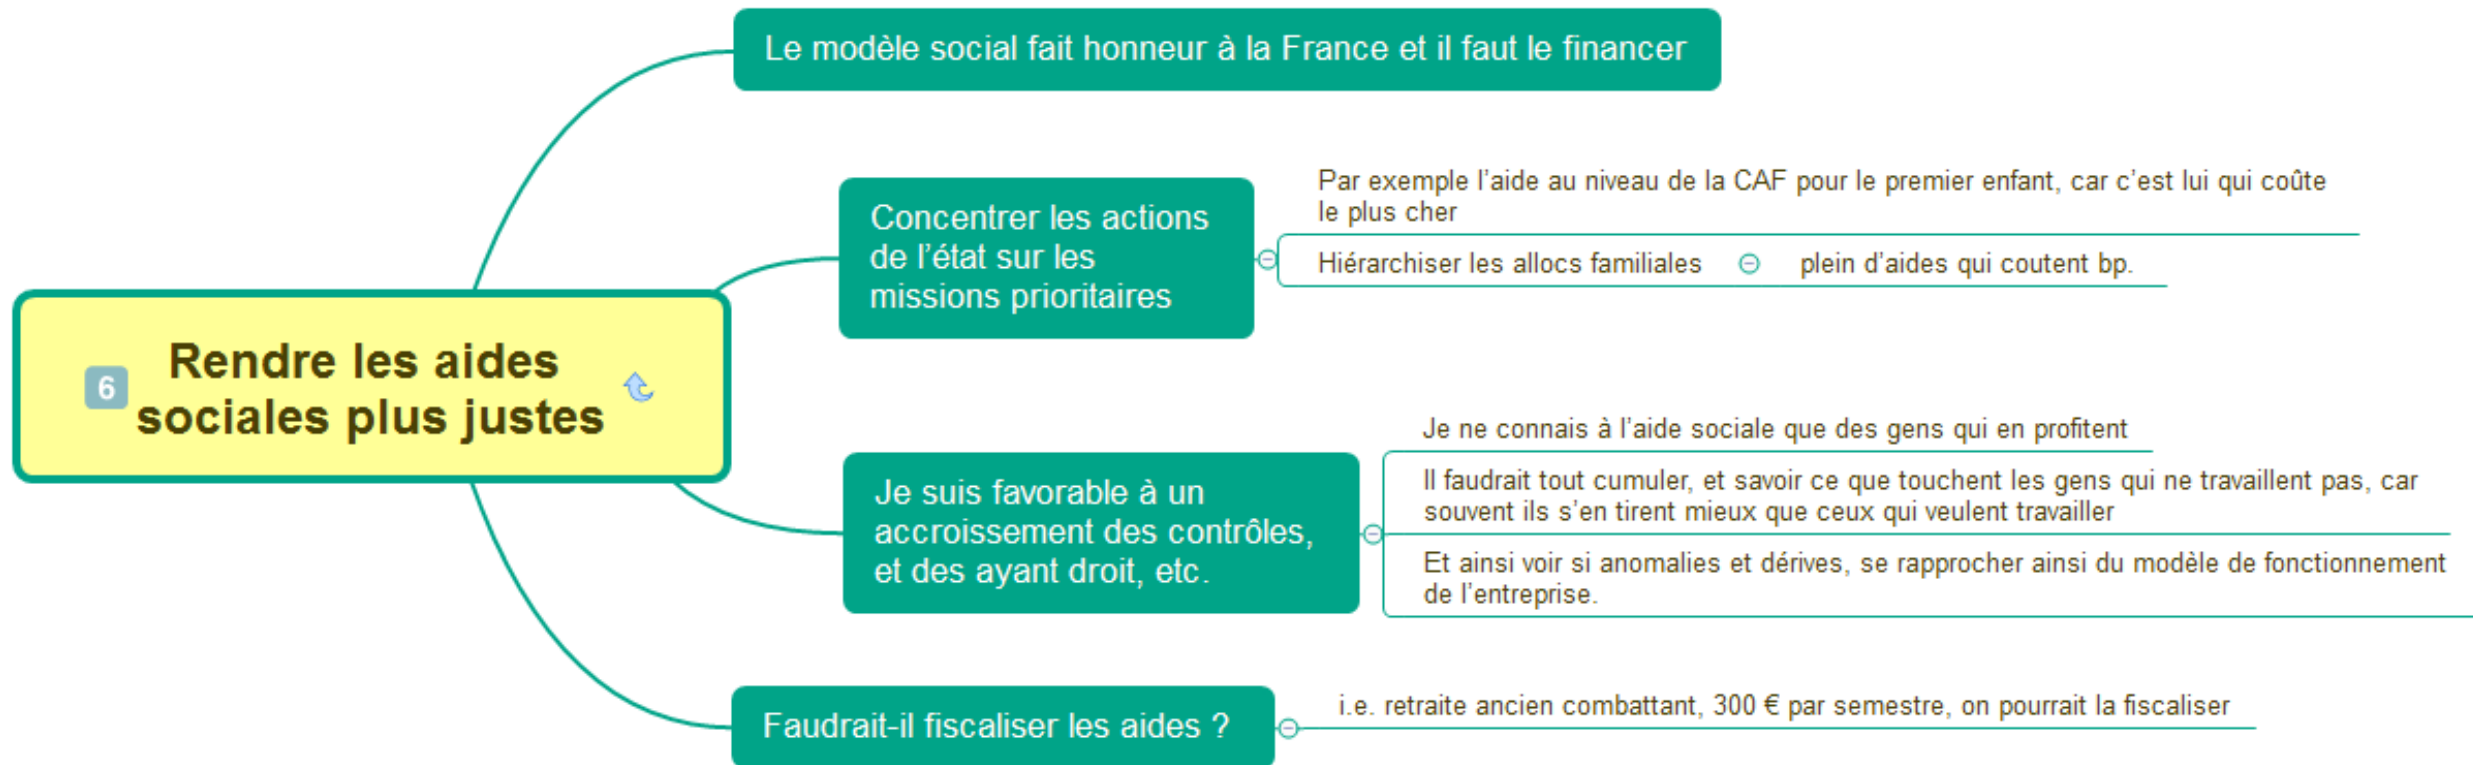 Le modèle social fait honneur à la France et il faut le financer
Par exemple l’aide au niveau de la CAF pour le premier enfant, car c’est lui qui coûte
le plus cher
Concentrer les actions
de l’état sur les
missions prioritaires
Hiérarchiser les allocs familiales
plein d’aides qui coutent bp.
6
Rendre les aides
sociales plus justes
Je ne connais à l’aide sociale que des gens qui en profitent
Je suis favorable à un
accroissement des contrôles,
et des ayant droit, etc.
Il faudrait tout cumuler, et savoir ce que touchent les gens qui ne travaillent pas, car
souvent ils s’en tirent mieux que ceux qui veulent travailler
Et ainsi voir si anomalies et dérives, se rapprocher ainsi du modèle de fonctionnement
de l’entreprise.
Faudrait-il fiscaliser les aides ?
i.e. retraite ancien combattant, 300 € par semestre, on pourrait la fiscaliser